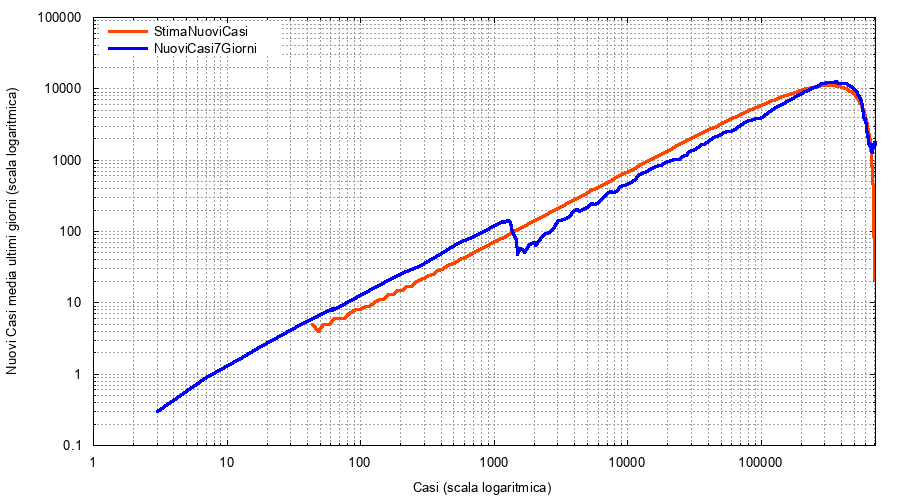 100000
StimaNuoviCasi
NuoviCasi7Giorni
10000
1000
100
10
1
0.1
Nuovi Casi media ultimi giorni (scala logaritmica)
1 10 100 1000 10000 100000
Casi (scala logaritmica)